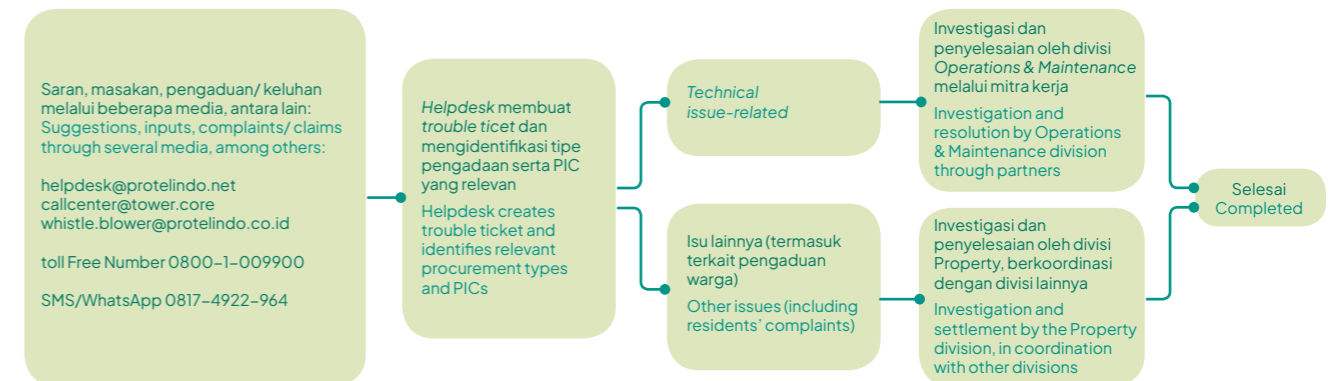 Saran, masakan, pengaduan/ keluhan
melalui beberapa media, antara lain:
Suggestions, inputs, complaints/ claims
through several media, among others:
helpdesk@protelindo.net
callcenter@tower.core
whistle.blower@protelindo.co.id
toll Free Number 0800–1–009900
SMS/WhatsApp 0817–4922–964
Helpdesk membuat
trouble ticet dan
mengidentifikasi tipe
pengadaan serta PIC
yang relevan
Helpdesk creates
trouble ticket and
identifies relevant
procurement types
and PICs
Technical
issue-related
Isu lainnya (termasuk
terkait pengaduan
warga)
Other issues (including
residents’ complaints)
Investigasi dan
penyelesaian oleh divisi
Operations & Maintenance
melalui mitra kerja
Investigation and
resolution by Operations
& Maintenance division
through partners
Investigasi dan
penyelesaian oleh divisi
Property, berkoordinasi
dengan divisi lainnya
Investigation and
settlement by the Property
division, in coordination
with other divisions
Selesai
Completed